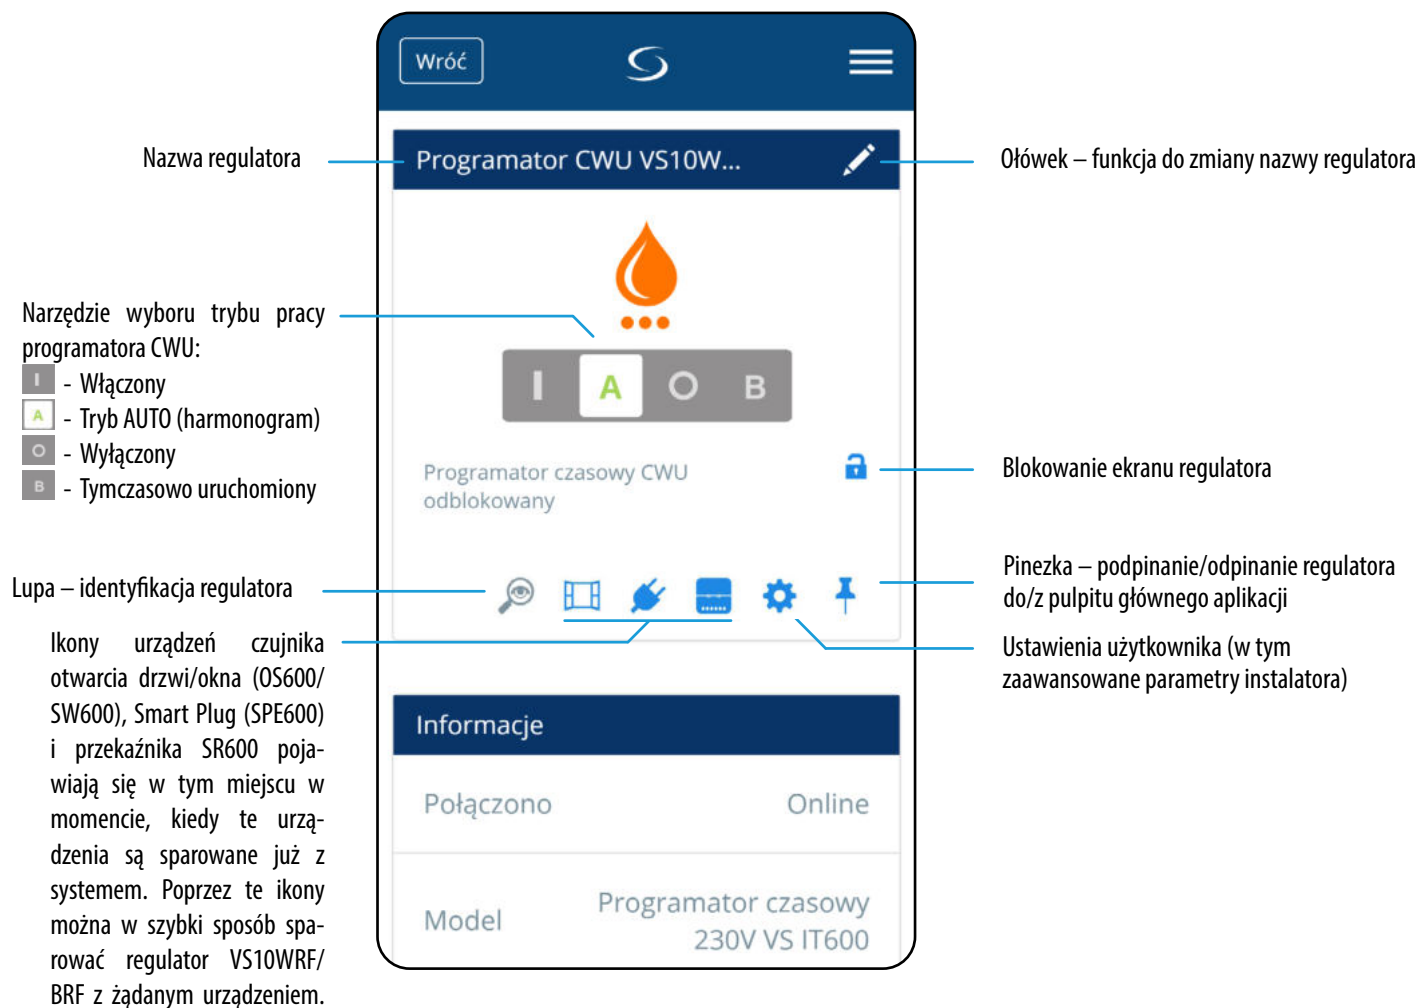 Wróć
Nazwa regulatora
Programator CWU VS10W...
Ołówek – funkcja do zmiany nazwy regulatora
Narzędzie wyboru trybu pracy
programatora CWU:
I - Włączony
A - Tryb AUTO (harmonogram)
O - Wyłączony
B - Tymczasowo uruchomiony
I A O B
Programator czasowy CWU
odblokowany
Blokowanie ekranu regulatora
Lupa – identyfikacja regulatora
Pinezka – podpinanie/odpinanie regulatora
do/z pulpitu głównego aplikacji
Ustawienia użytkownika (w tym
zaawansowane parametry instalatora)
Ikony urządzeń czujnika
otwarcia drzwi/okna (OS600/
SW600), Smart Plug (SPE600)
i przekaźnika SR600 poja-
wiają się w tym miejscu w
momencie, kiedy te urzą-
dzenia są sparowane już z
systemem. Poprzez te ikony
można w szybki sposób spa-
rować regulator VS10WRF/
BRF z żądanym urządzeniem.
Informacje
Połączono Online
Model Programator czasowy
230V VS IT600